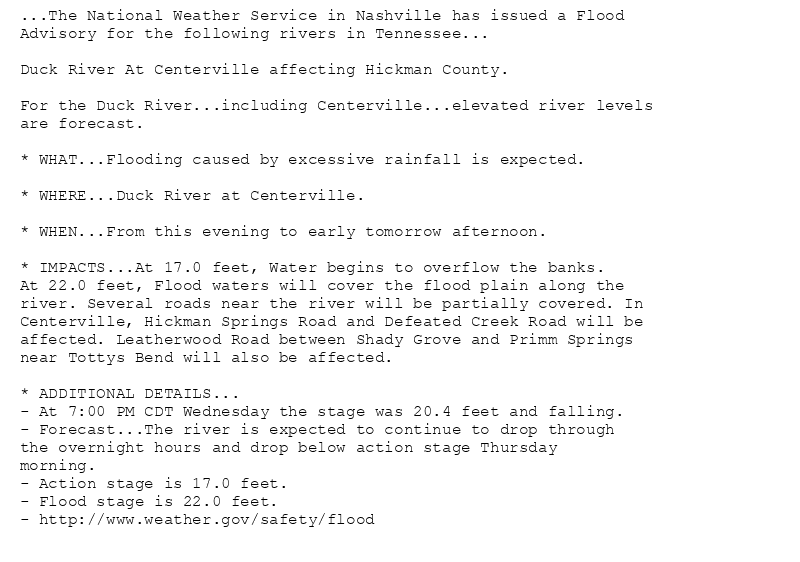 ...The National Weather Service in Nashville has issued a Flood
Advisory for the following rivers in Tennessee...
Duck River At Centerville affecting Hickman County.
For the Duck River...including Centerville...elevated river levels
are forecast.
* WHAT...Flooding caused by excessive rainfall is expected.
* WHERE...Duck River at Centerville.
* WHEN...From this evening to early tomorrow afternoon.
* IMPACTS...At 17.0 feet, Water begins to overflow the banks.
At 22.0 feet, Flood waters will cover the flood plain along the
river. Several roads near the river will be partially covered. In
Centerville, Hickman Springs Road and Defeated Creek Road will be
affected. Leatherwood Road between Shady Grove and Primm Springs
near Tottys Bend will also be affected.
* ADDITIONAL DETAILS...
- At 7:00 PM CDT Wednesday the stage was 20.4 feet and falling.
- Forecast...The river is expected to continue to drop through
the overnight hours and drop below action stage Thursday
morning.
- Action stage is 17.0 feet.
- Flood stage is 22.0 feet.
- http://www.weather.gov/safety/flood